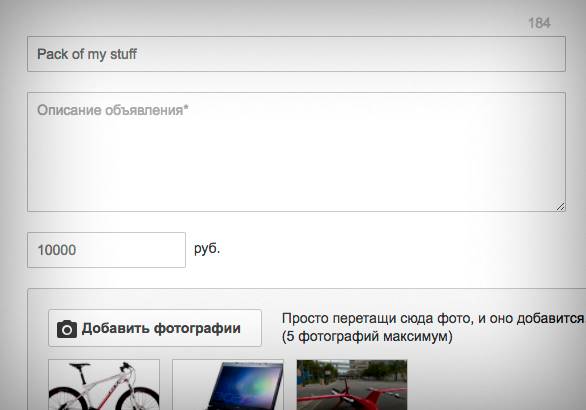 184
Pack of my stuff
Описание объявления*
10000 руб.
Добавить фотографии
Просто перетащи сюда фото, и оно добавится
(5 фотографий максимум)